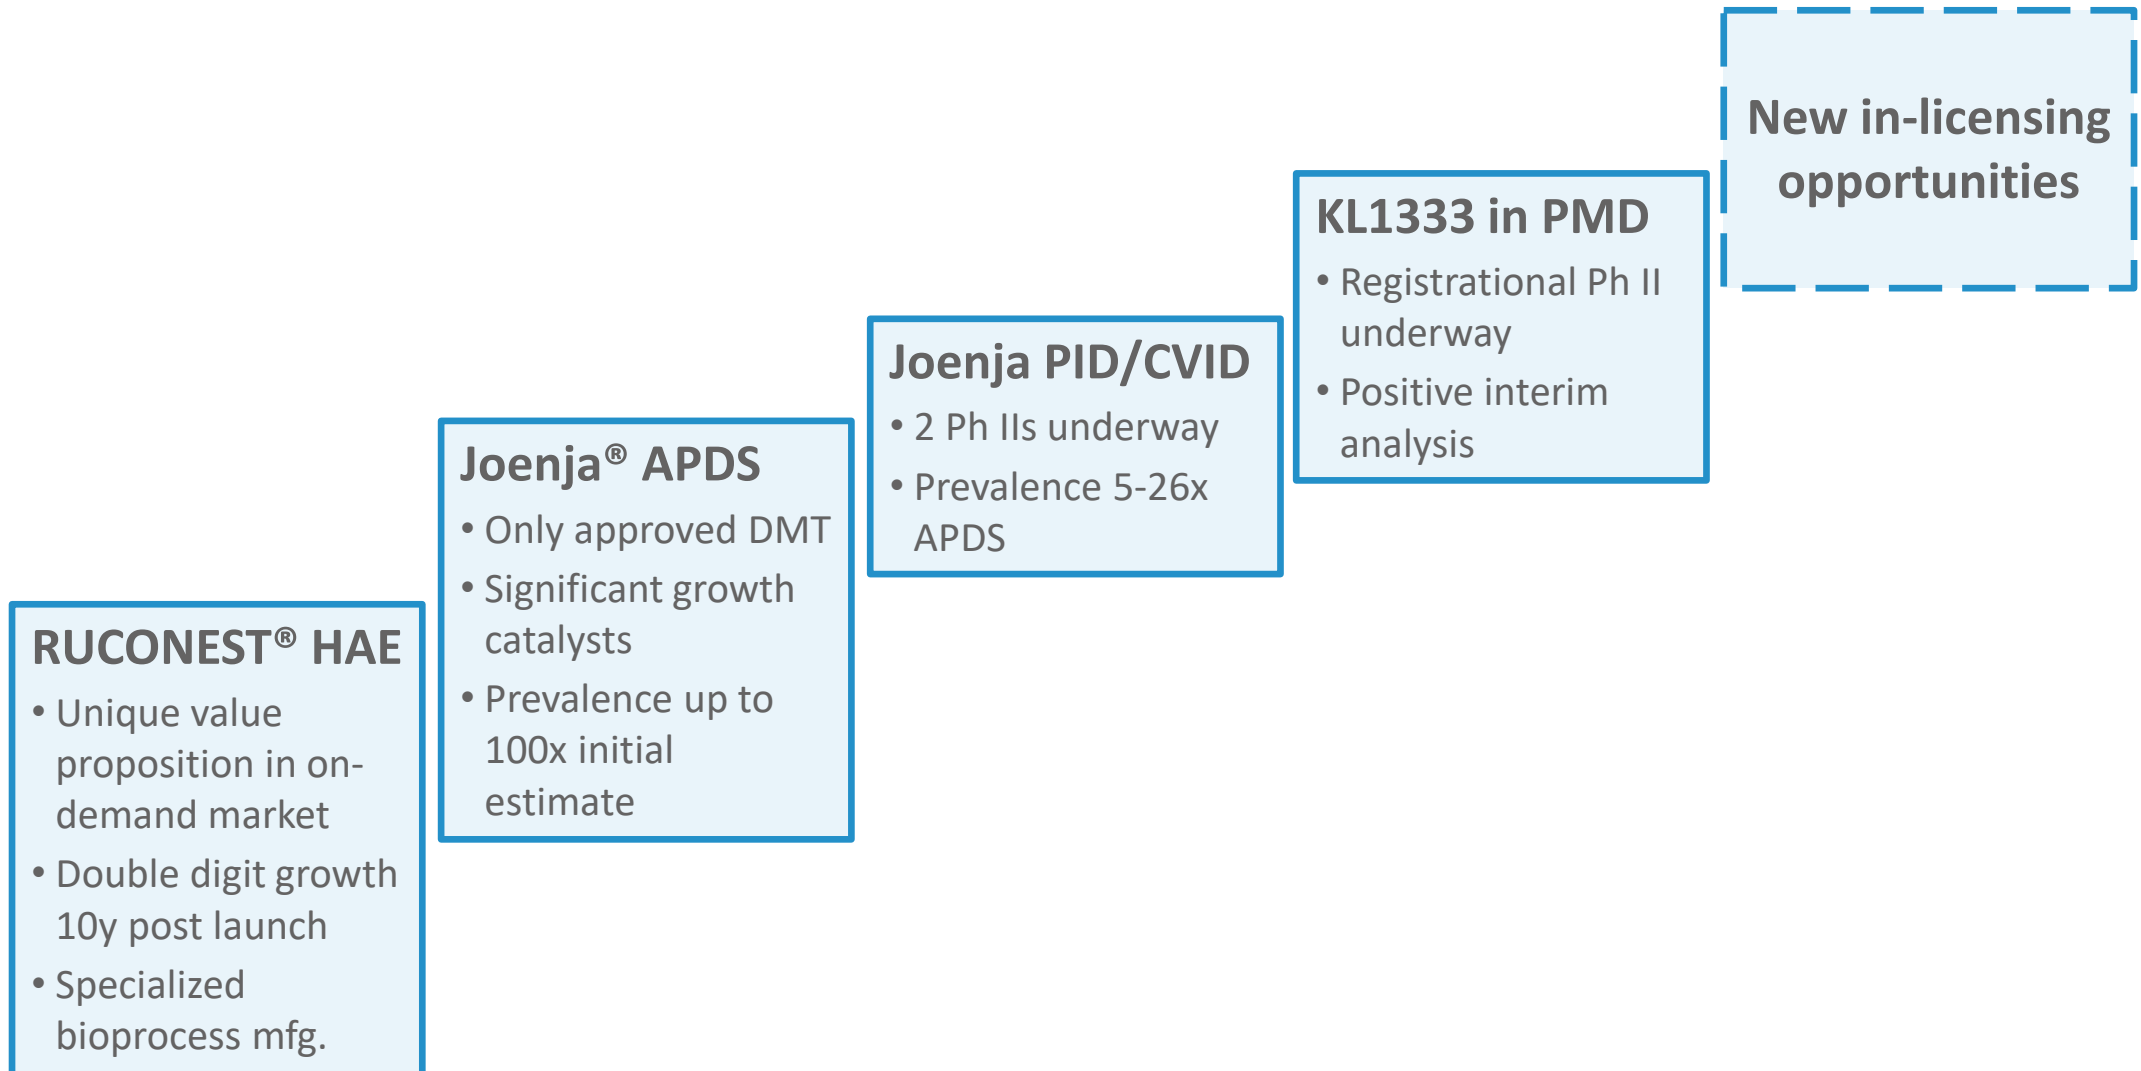 RUCONEST® HAE
• Unique value
proposition in on-
demand market
• Double digit growth
10y post launch
• Specialized
bioprocess mfg.
Joenja® APDS
• Only approved DMT
• Significant growth
catalysts
• Prevalence up to
100x initial
estimate
Joenja PID/CVID
• 2 Ph IIs underway
• Prevalence 5-26x
APDS
KL1333 in PMD
• Registrational Ph II
underway
• Positive interim
analysis
New in-licensing
opportunities